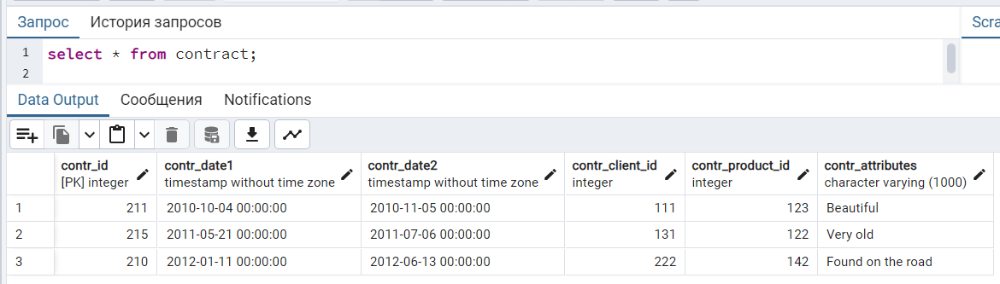 Запрос История запросов Scra
1 select * from contract;
2
Data Output Сообщения Notifications
contr_id contr_date1 contr_date2 contr_client_id contr_product_id contr_attributes
[PK] integer timestamp without time zone timestamp without time zone integer integer character varying (1000)
1 211 2010-10-04 00:00:00 2010-11-05 00:00:00 111 123 Beautiful
2 215 2011-05-21 00:00:00 2011-07-06 00:00:00 131 122 Very old
3 210 2012-01-11 00:00:00 2012-06-13 00:00:00 222 142 Found on the road